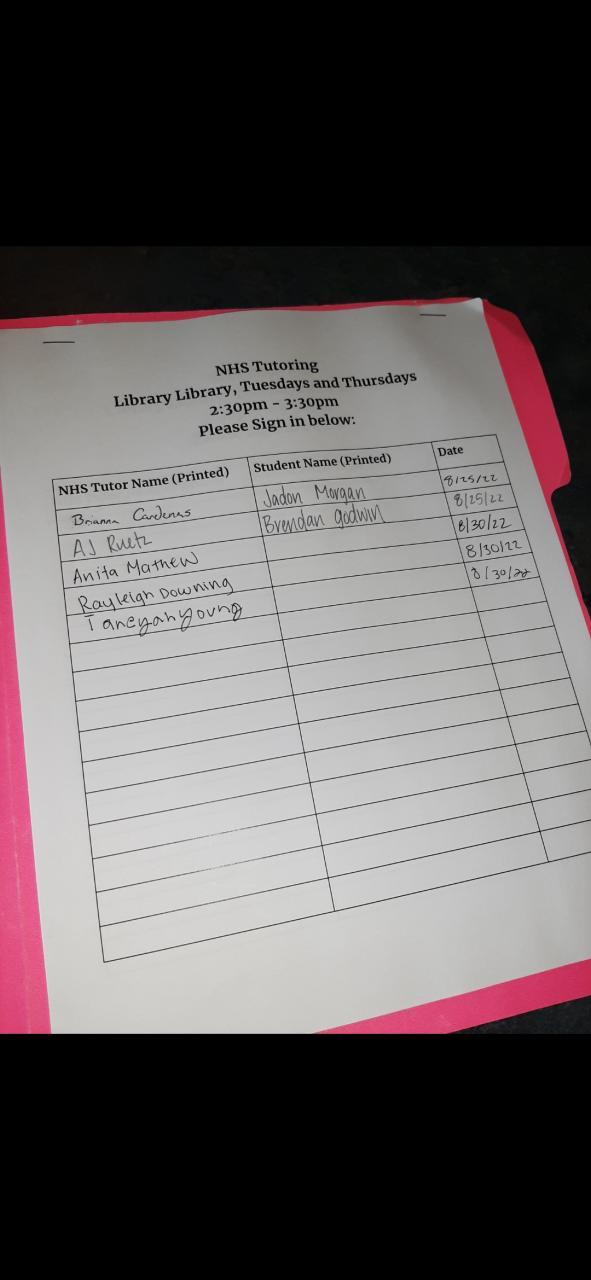 NHS Tutoring
Library Library, Tuesdays and Thursdays
2:30pm - 3:30pm
Please Sign in below:
NHS Tutor Name (Printed) Student Name (Printed) Date
Brianna Cardenas Jadon Morgan 8/25/22
AJ Ruetz Brendan godwin 8/25/22
Anita Mathew 8/30/22
Rayleigh Downing 8/30/22
Taneyah young 8/30/22